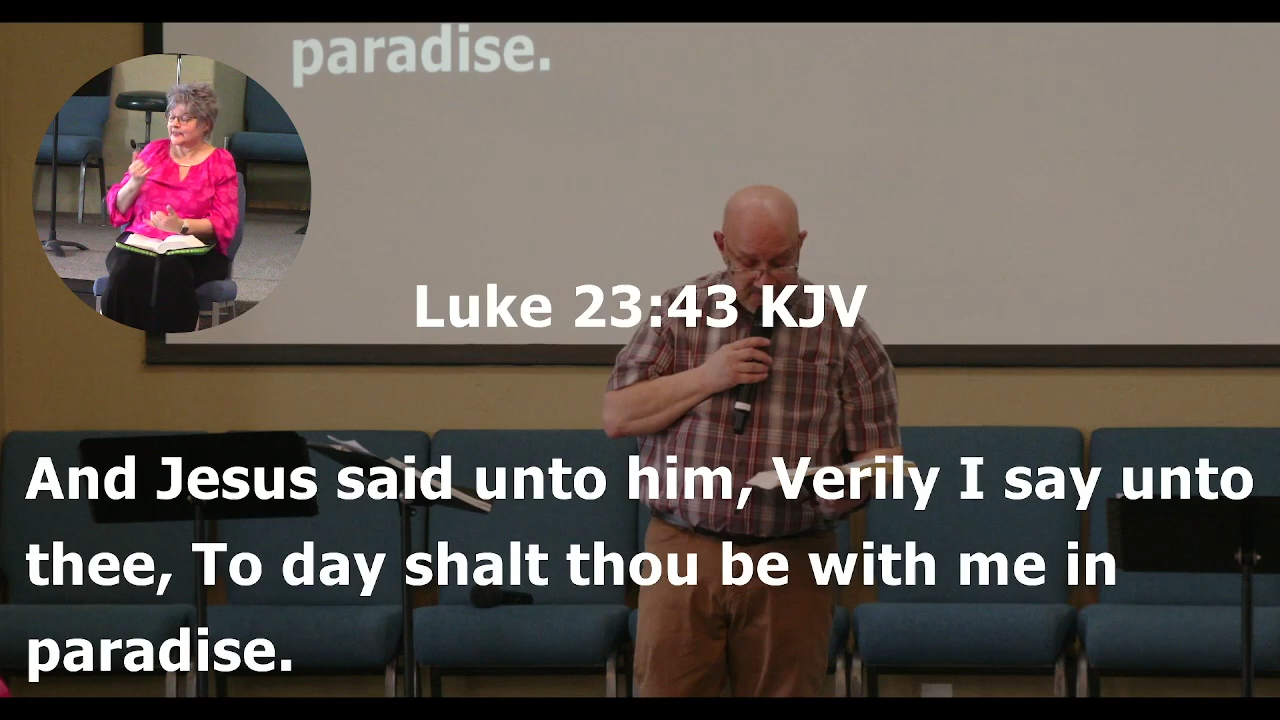 paradise.
Luke 23:43 KJV
And Jesus said unto him, Verily I say unto
thee, To day shalt thou be with me in
paradise.